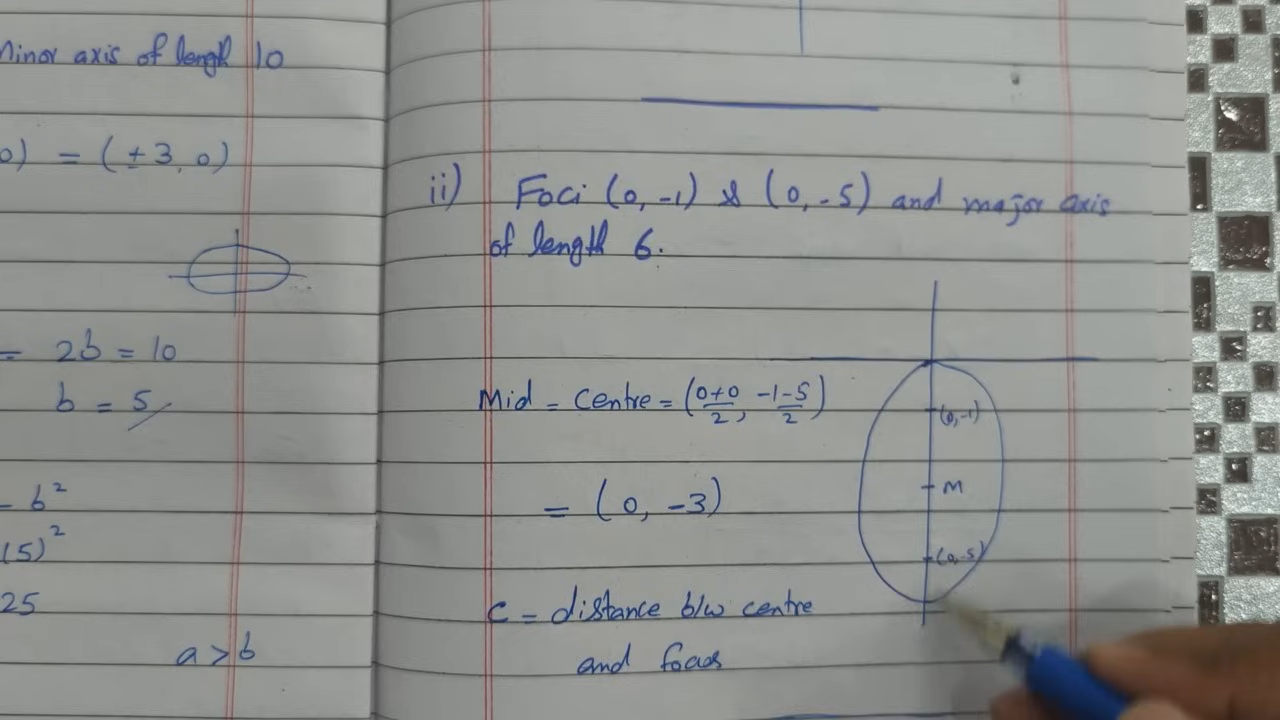 Minor axis of length 10
0) = (±3, 0)
= 2b = 10
b = 5
- b²
(5)²
25
a > b
ii) Foci (0, -1) & (0, -5) and major axis
of length 6.
Mid = Centre = (0+0/2, -1-5/2)
= (0, -3)
c = distance b/w centre
and focus
(0,-1)
M
(0,-5)